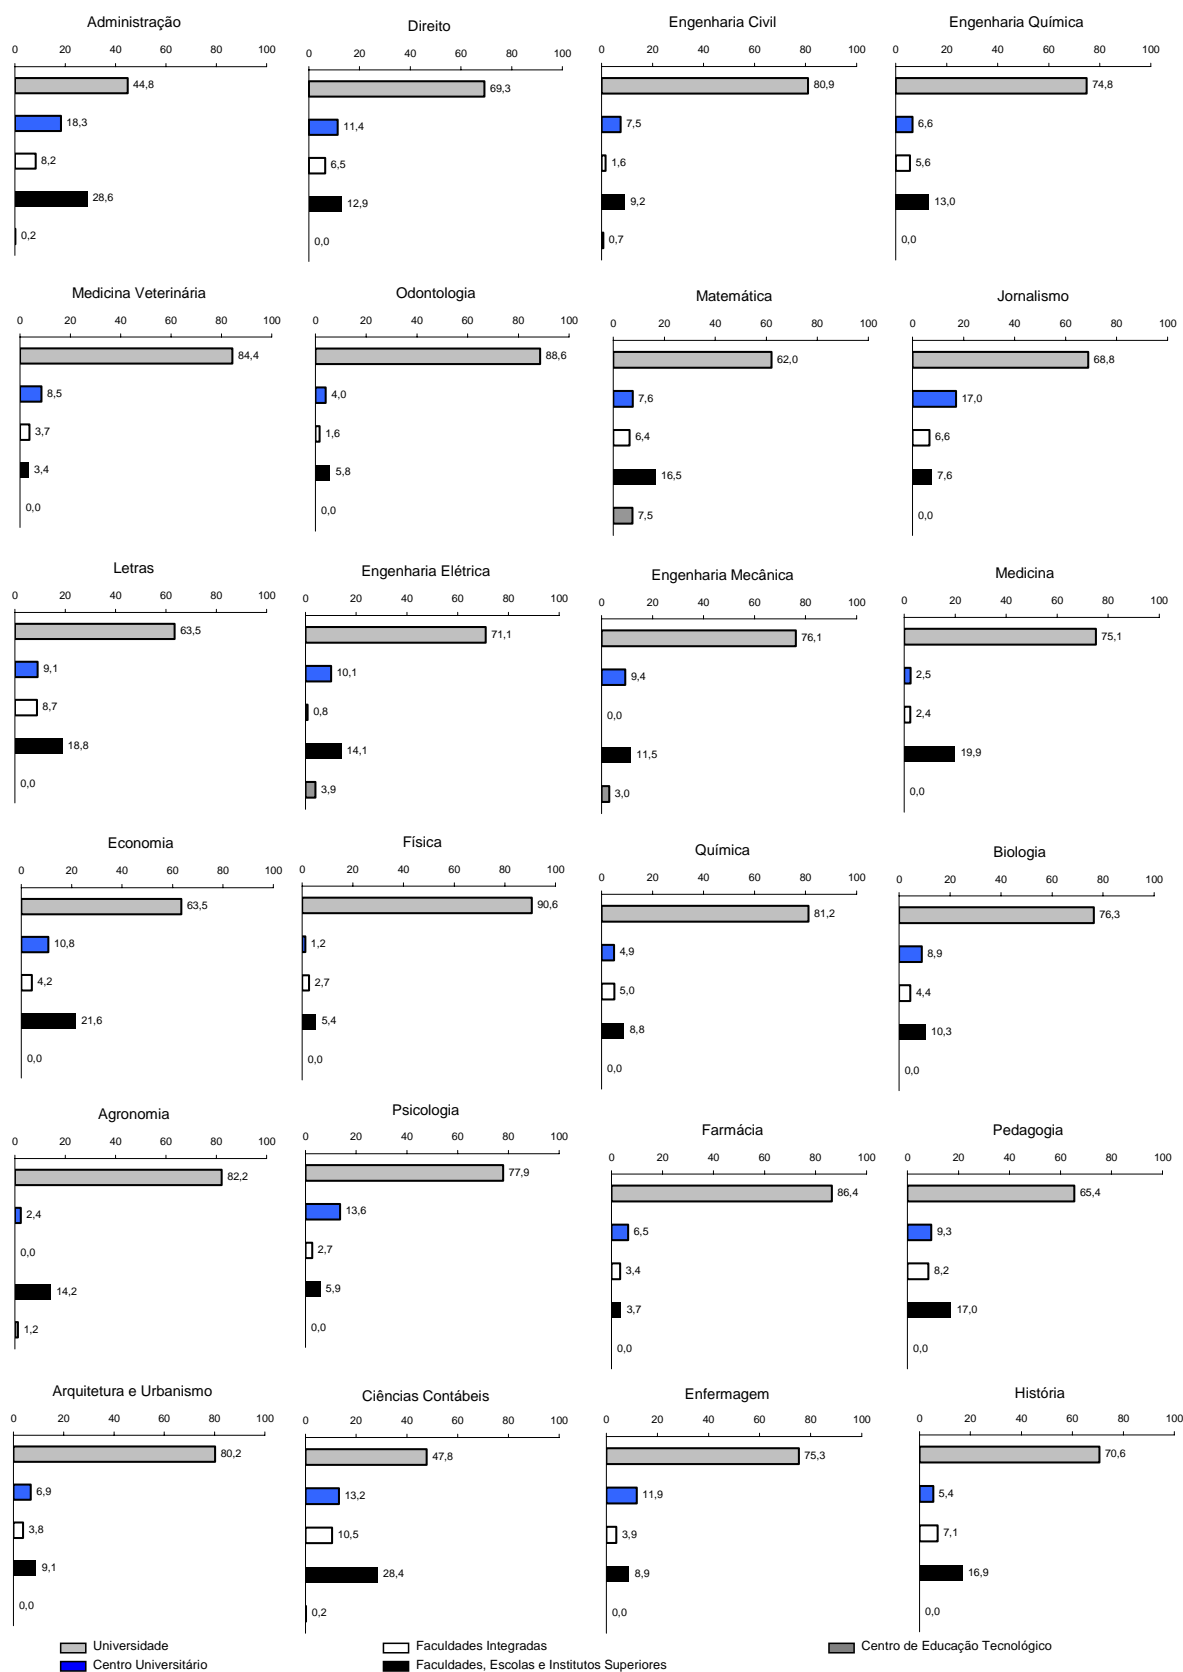 Administração
0 20 40 60 80 100
44,8
18,3
8,2
28,6
0,2
Direito
0 20 40 60 80 100
69,3
11,4
6,5
12,9
0,0
Engenharia Civil
0 20 40 60 80 100
80,9
7,5
1,6
9,2
0,7
Engenharia Química
0 20 40 60 80 100
74,8
6,6
5,6
13,0
0,0
Medicina Veterinária
0 20 40 60 80 100
84,4
8,5
3,7
3,4
0,0
Odontologia
0 20 40 60 80 100
88,6
4,0
1,6
5,8
0,0
Matemática
0 20 40 60 80 100
62,0
7,6
6,4
16,5
7,5
Jornalismo
0 20 40 60 80 100
68,8
17,0
6,6
7,6
0,0
Letras
0 20 40 60 80 100
63,5
9,1
8,7
18,8
0,0
Engenharia Elétrica
0 20 40 60 80 100
71,1
10,1
0,8
14,1
3,9
Engenharia Mecânica
0 20 40 60 80 100
76,1
9,4
0,0
11,5
3,0
Medicina
0 20 40 60 80 100
75,1
2,5
2,4
19,9
0,0
Economia
0 20 40 60 80 100
63,5
10,8
4,2
21,6
0,0
Física
0 20 40 60 80 100
90,6
1,2
2,7
5,4
0,0
Química
0 20 40 60 80 100
81,2
4,9
5,0
8,8
0,0
Biologia
0 20 40 60 80 100
76,3
8,9
4,4
10,3
0,0
Agronomia
0 20 40 60 80 100
82,2
2,4
0,0
14,2
1,2
Psicologia
0 20 40 60 80 100
77,9
13,6
2,7
5,9
0,0
Farmácia
0 20 40 60 80 100
86,4
6,5
3,4
3,7
0,0
Pedagogia
0 20 40 60 80 100
65,4
9,3
8,2
17,0
0,0
Arquitetura e Urbanismo
0 20 40 60 80 100
80,2
6,9
3,8
9,1
0,0
Ciências Contábeis
0 20 40 60 80 100
47,8
13,2
10,5
28,4
0,2
Enfermagem
0 20 40 60 80 100
75,3
11,9
3,9
8,9
0,0
História
0 20 40 60 80 100
70,6
5,4
7,1
16,9
0,0
Universidade
Centro Universitário
Faculdades Integradas
Faculdades, Escolas e Institutos Superiores
Centro de Educação Tecnológico